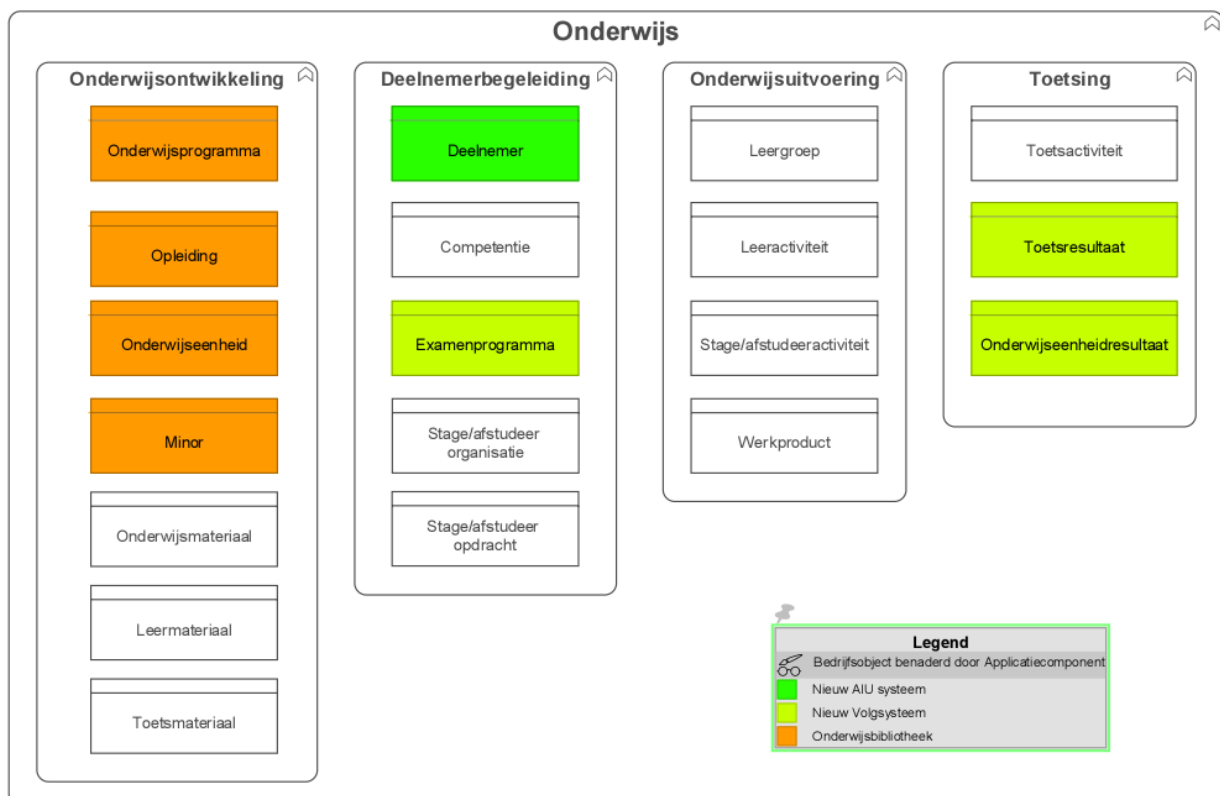 Onderwijs
Onderwijsontwikkeling
Onderwijsprogramma
Opleiding
Onderwijseenheid
Minor
Onderwijsmateriaal
Leermateriaal
Toetsmateriaal
Deelnemerbegeleiding
Deelnemer
Competentie
Examenprogramma
Stage/afstudeer
organisatie
Stage/afstudeer
opdracht
Onderwijsuitvoering
Leergroep
Leeractiviteit
Stage/afstudeeractiviteit
Werkproduct
Toetsing
Toetsactiviteit
Toetsresultaat
Onderwijseenheidresultaat
Legend
Bedrijfsobject benaderd door Applicatiecomponent
Nieuw AIU systeem
Nieuw Volgsysteem
Onderwijsbibliotheek